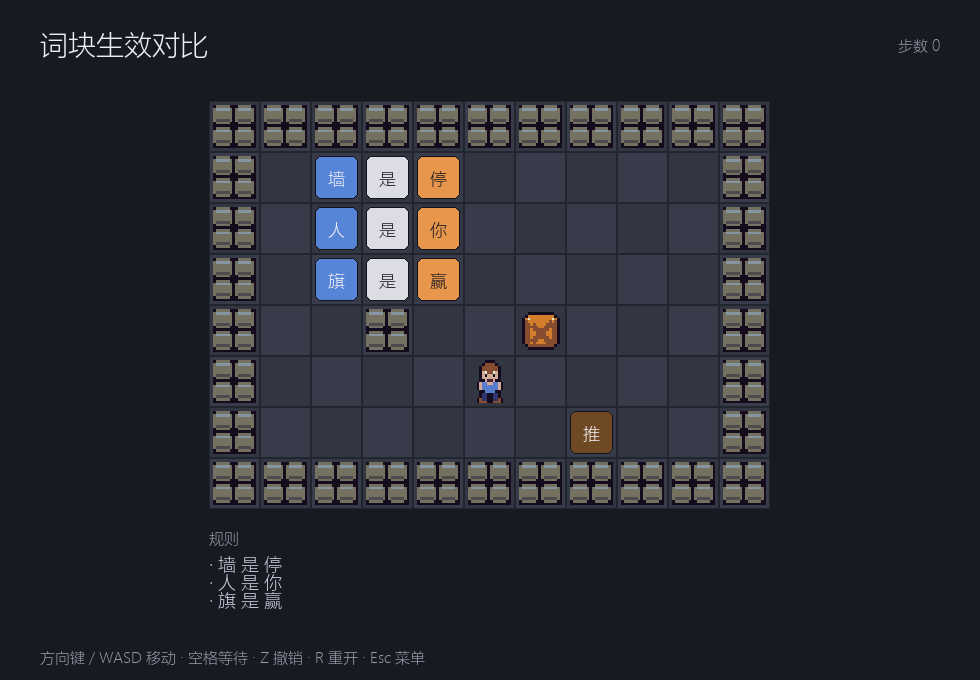 词块生效对比
步数 0
墙 是 停
人 是 你
旗 是 赢
推
规则
· 墙 是 停
· 人 是 你
· 旗 是 赢
方向键 / WASD 移动 · 空格等待 · Z 撤销 · R 重开 · Esc 菜单